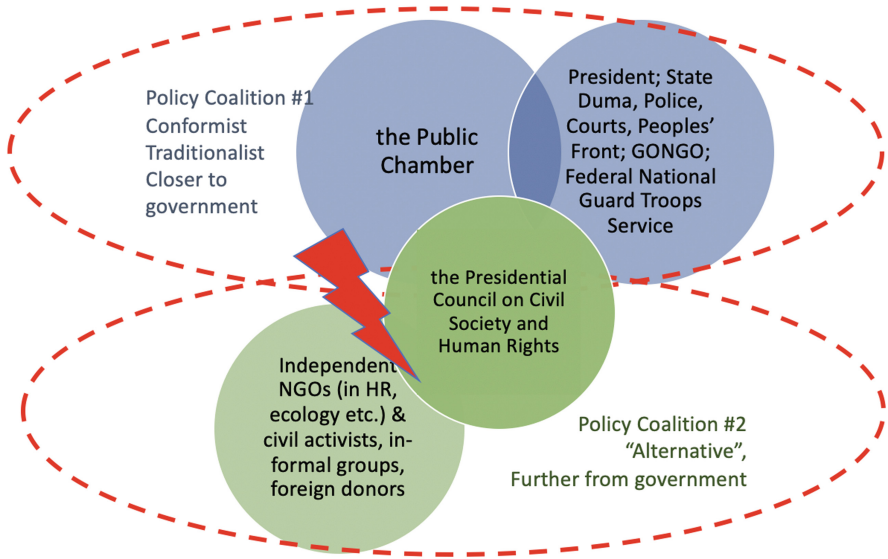 Policy Coalition #1
Conformist
Traditionalist
Closer to
government
the Public
Chamber
President; State
Duma, Police,
Courts, Peoples’
Front; GONGO;
Federal National
Guard Troops
Service
the Presidential
Council on Civil
Society and
Human Rights
Independent
NGOs (in HR,
ecology etc.) &
civil activists, in-
formal groups,
foreign donors
Policy Coalition #2
“Alternative”,
Further from government